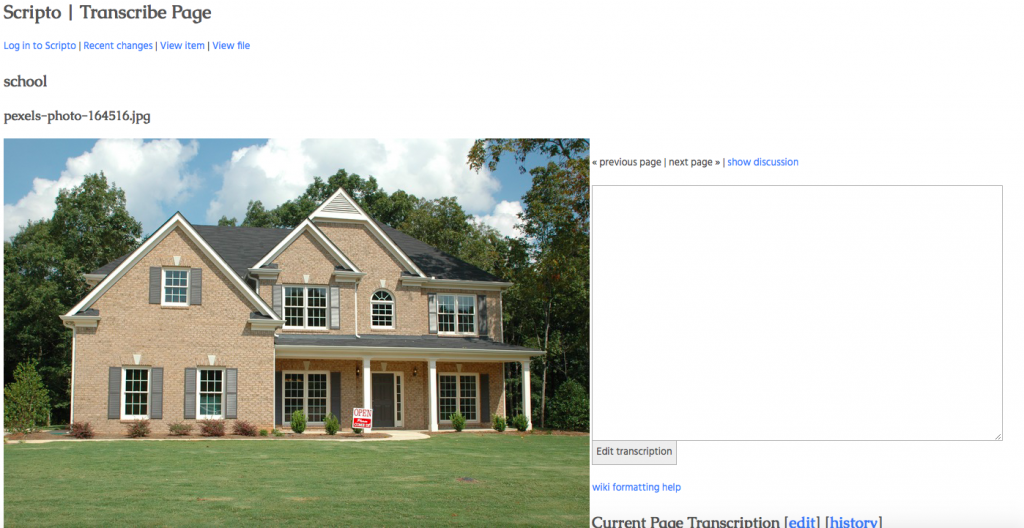 Scripto | Transcribe Page
Log in to Scripto | Recent changes | View item | View file
school
pexels-photo-164516.jpg
« previous page | next page » | show discussion
OPEN
Edit transcription
wiki formatting help
Current Page Transcription [edit] [history]